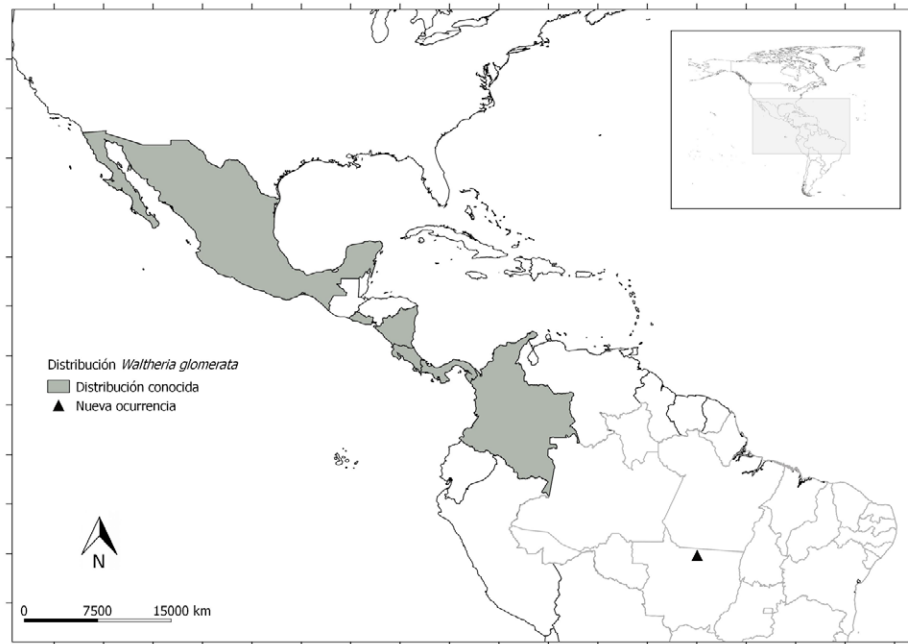 Distribución Waltheria glomerata
Distribución conocida
Nueva ocurrencia
N
0 7500 15000 km